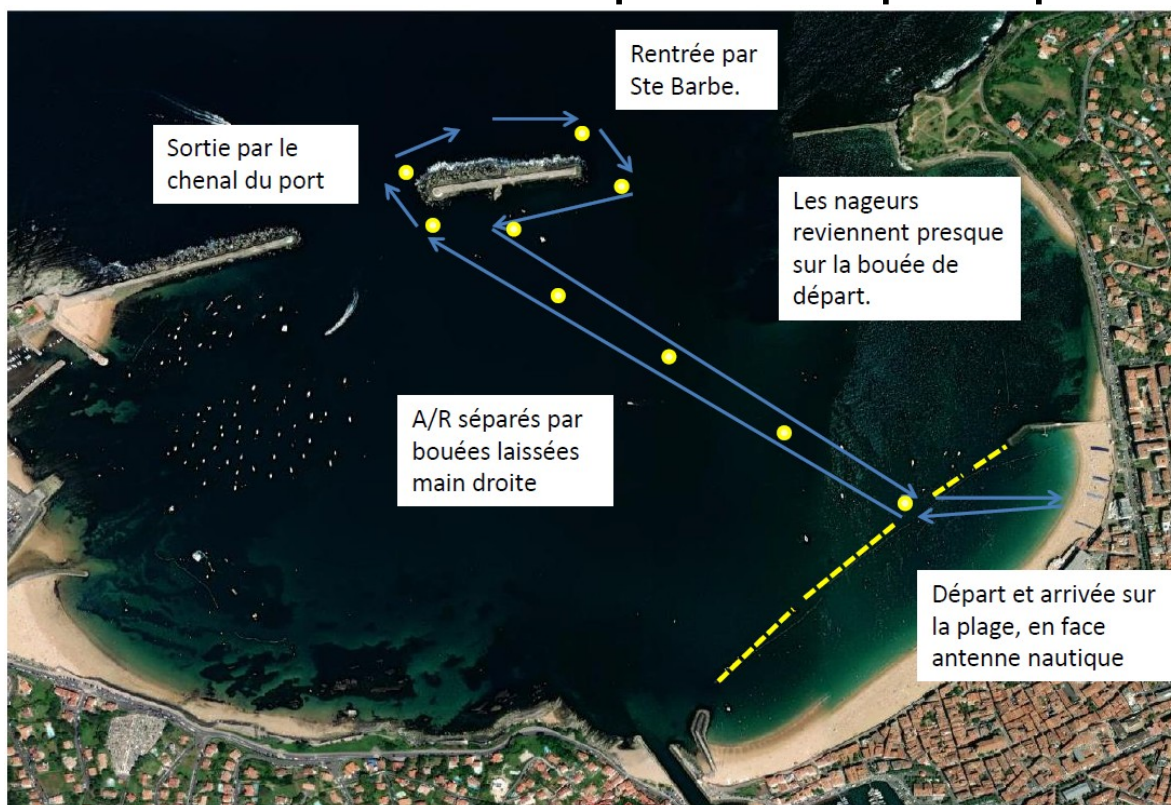 Rentrée par
Ste Barbe.
Sortie par le
chenal du port
Les nageurs
reviennent presque
sur la bouée de
départ.
A/R séparés par
bouées laissées
main droite
Départ et arrivée sur
la plage, en face
antenne nautique